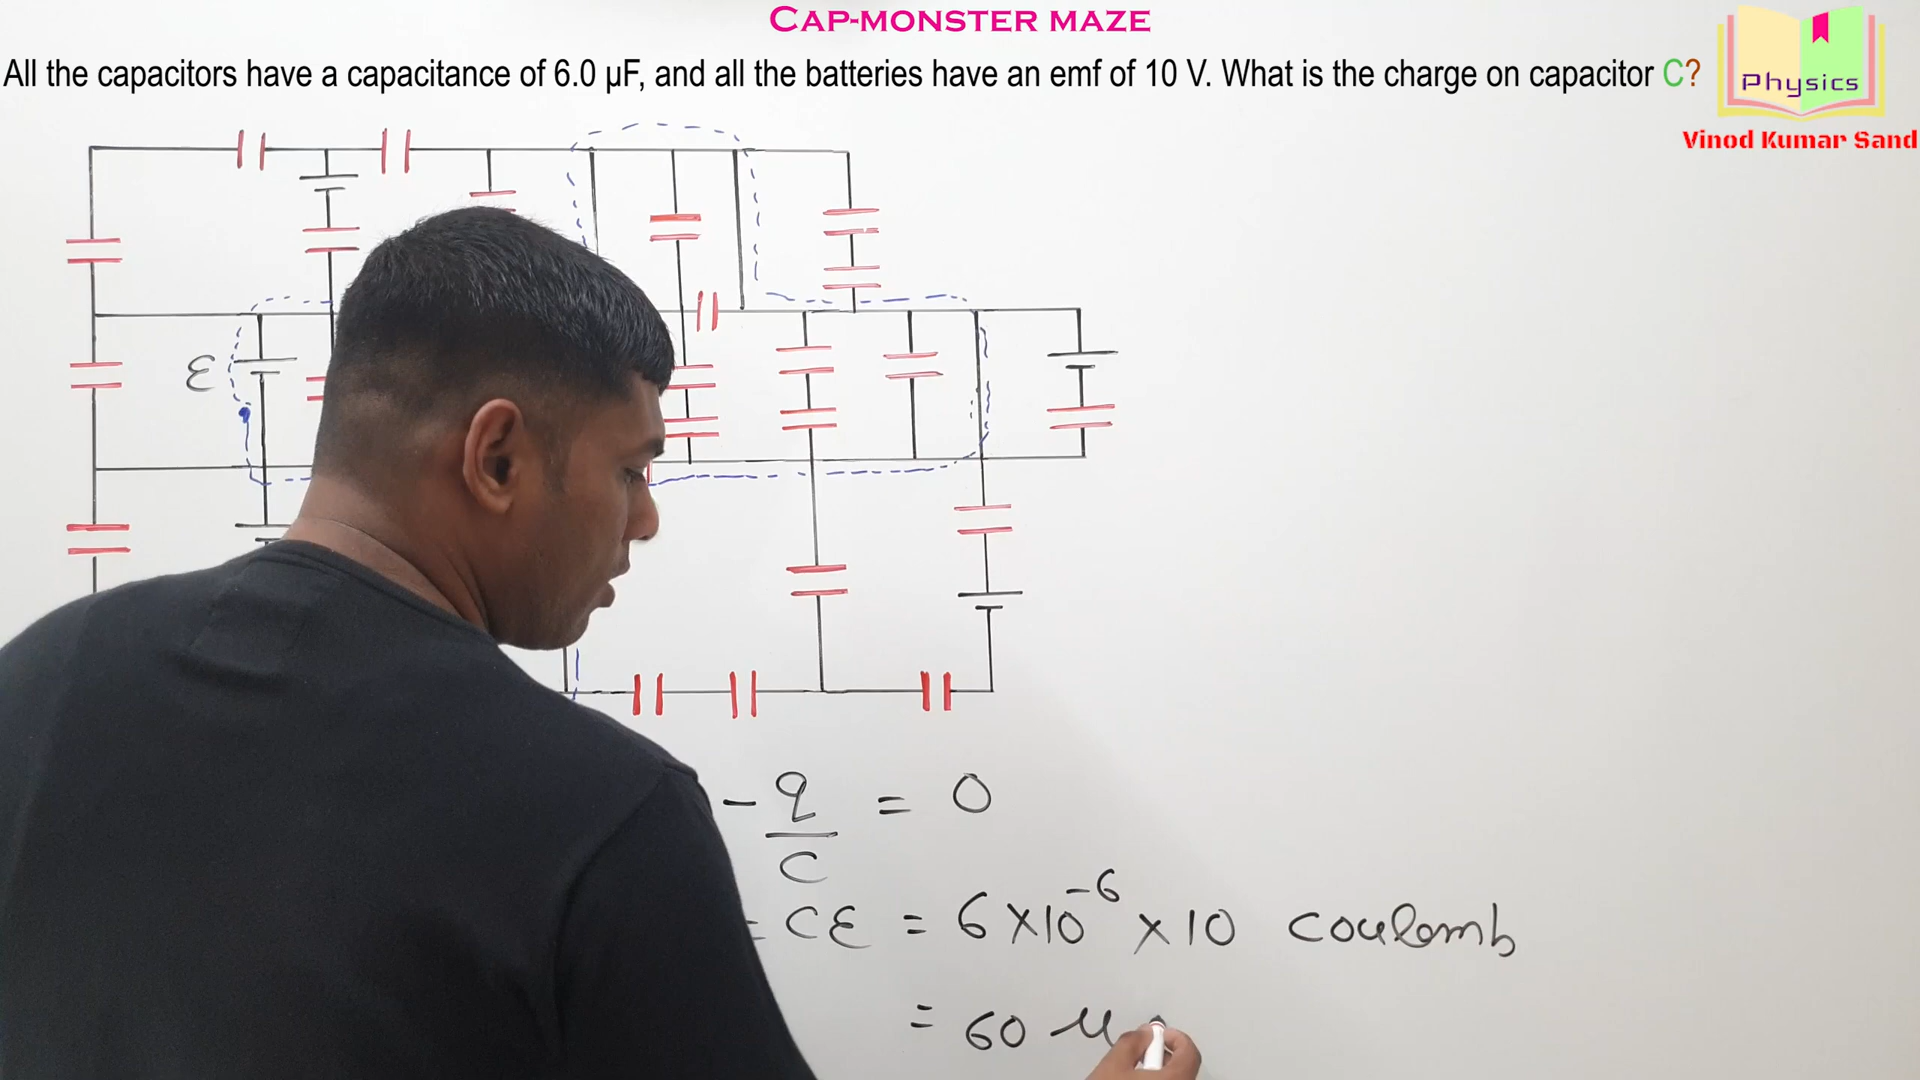 CAP-MONSTER MAZE
All the capacitors have a capacitance of 6.0 µF, and all the batteries have an emf of 10 V. What is the charge on capacitor C?
Physics
Vinod Kumar Sand
ε
- q/C = 0
= Cε = 6×10⁻⁶ × 10 coulomb
= 60 μ